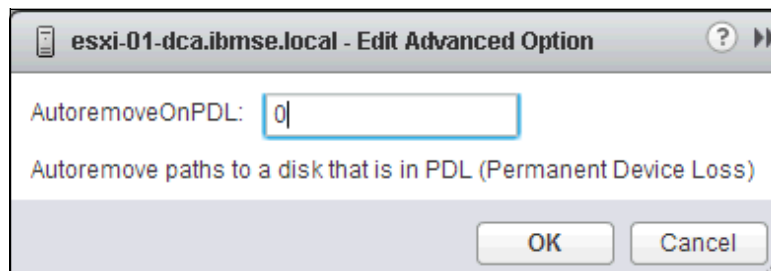 esxi-01-dca.ibmse.local - Edit Advanced Option ?
AutoremoveOnPDL: 0
Autoremove paths to a disk that is in PDL (Permanent Device Loss)
OK Cancel